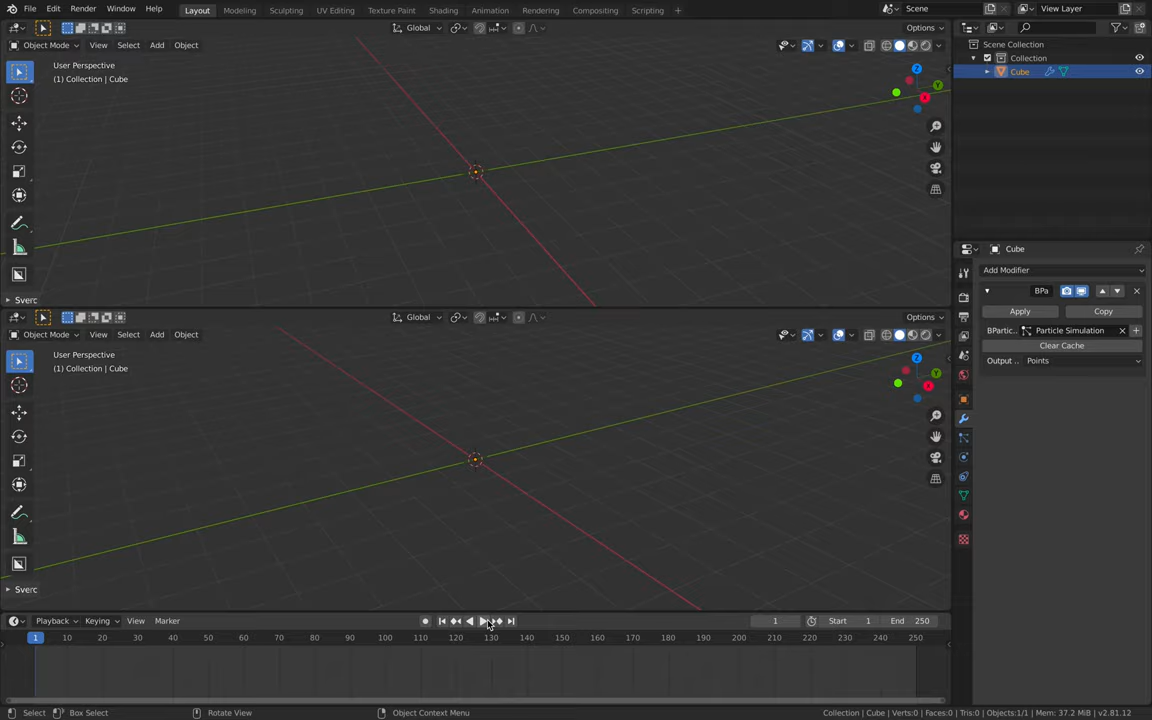 File Edit Render Window Help Layout Modeling Sculpting UV Editing Texture Paint Shading Animation Rendering Compositing Scripting + Scene View Layer
Global Options
Object Mode View Select Add Object
User Perspective
(1) Collection | Cube
Z
Y
X
Sverc
Global Options
Object Mode View Select Add Object
User Perspective
(1) Collection | Cube
Z
Y
X
Sverc
Scene Collection
Collection
Cube
Cube
Add Modifier
BPa
Apply Copy
BPartic.. Particle Simulation
Clear Cache
Output .. Points
Playback Keying View Marker 1 Start 1 End 250
1 10 20 30 40 50 60 70 80 90 100 110 120 130 140 150 160 170 180 190 200 210 220 230 240 250
Select Box Select Rotate View Object Context Menu Collection | Cube | Verts:0 | Faces:0 | Tris:0 | Objects:1/1 | Mem: 37.2 MiB | v2.81.12